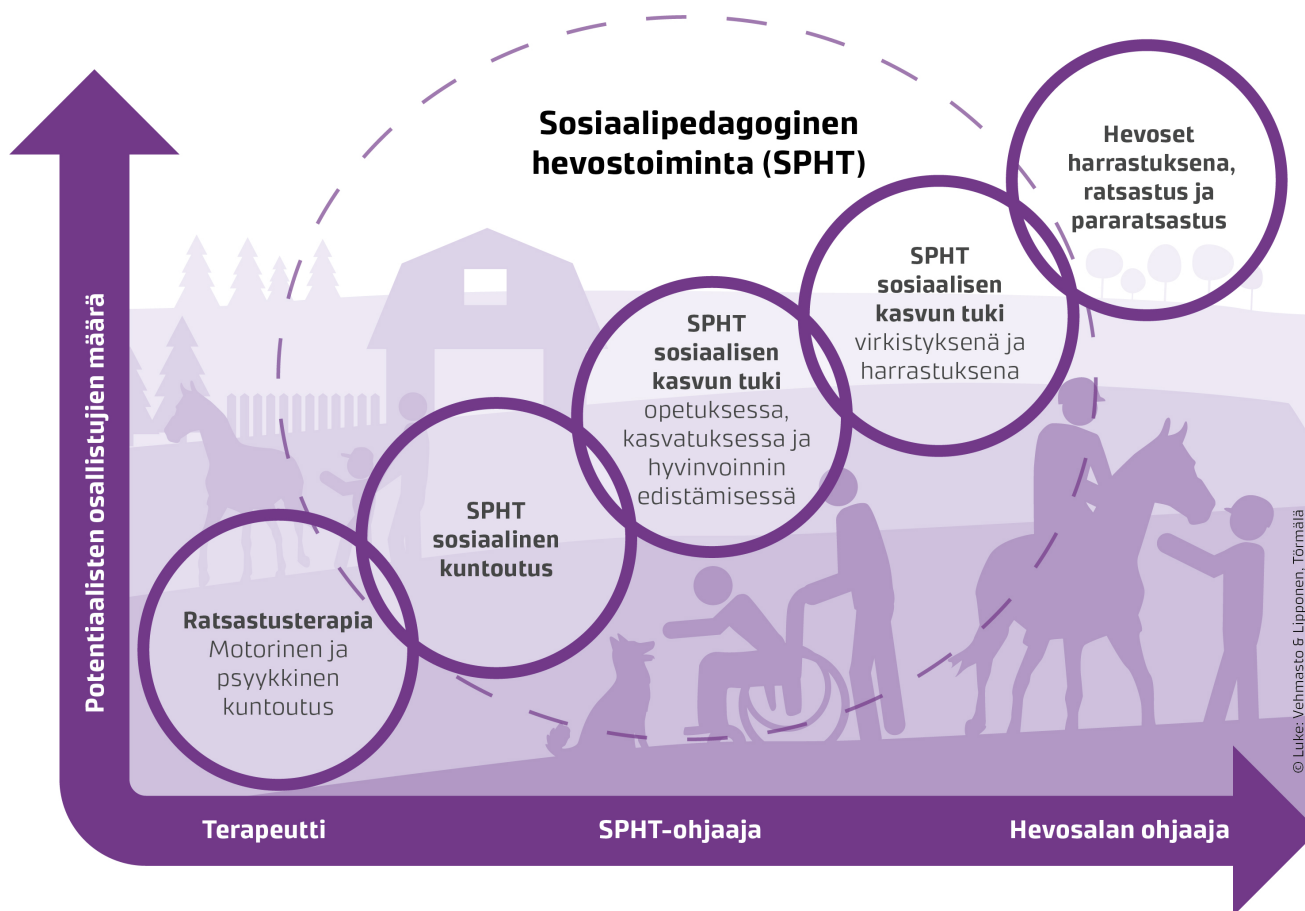 Sosiaalipedagoginen
hevostoiminta (SPHT)
Hevoset
harrastuksena,
ratsastus ja
pararatsastus
SPHT
sosiaalisen
kasvun tuki
virkistyksenä ja
harrastuksena
SPHT
sosiaalisen
kasvun tuki
opetuksessa,
kasvatuksessa ja
hyvinvoinnin
edistämisessä
SPHT
sosiaalinen
kuntoutus
Ratsastusterapia
Motorinen ja
psyykkinen
kuntoutus
Potentiaalisten osallistujien määrä
Terapeutti
SPHT-ohjaaja
Hevosalan ohjaaja
© Luke: Vehmasto & Lipponen, Törmälä